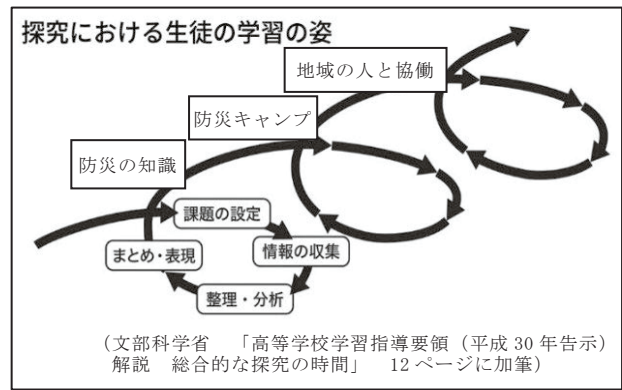 探究における生徒の学習の姿
地域の人と協働
防災キャンプ
防災の知識
課題の設定
情報の収集
整理・分析
まとめ・表現
（文部科学省　「高等学校学習指導要領（平成 30 年告示）
解説　総合的な探究の時間」　12 ページに加筆）